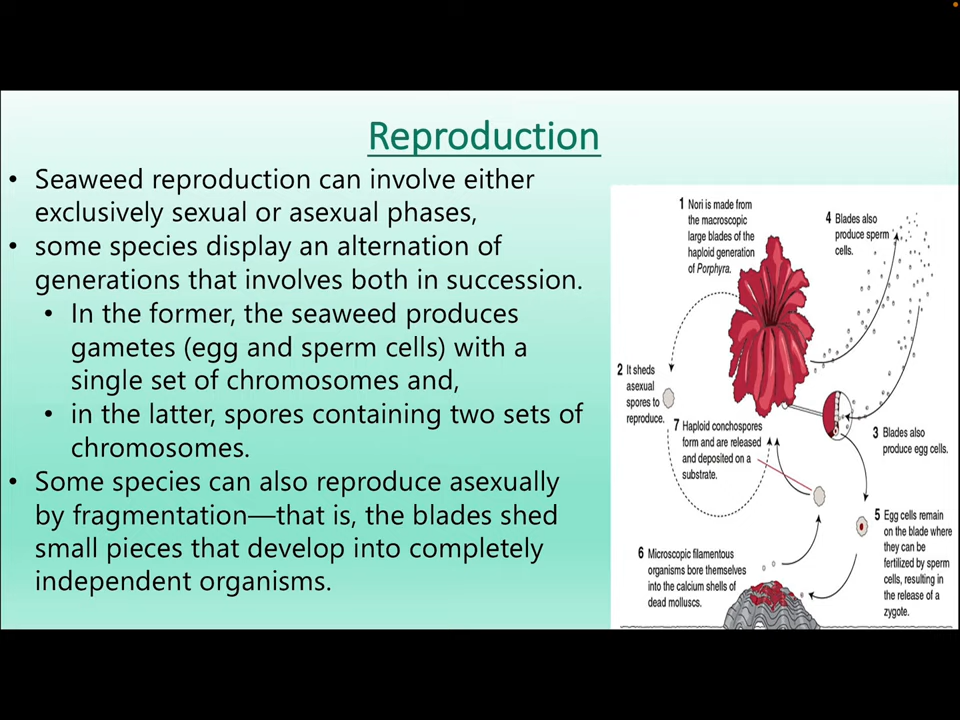 Reproduction
• Seaweed reproduction can involve either
exclusively sexual or asexual phases,
• some species display an alternation of
generations that involves both in succession.
• In the former, the seaweed produces
gametes (egg and sperm cells) with a
single set of chromosomes and,
• in the latter, spores containing two sets of
chromosomes.
• Some species can also reproduce asexually
by fragmentation—that is, the blades shed
small pieces that develop into completely
independent organisms.
1 Nori is made from
the macroscopic
large blades of the
haploid generation
of Porphyra.
2 It sheds
asexual
spores to
reproduce.
3 Blades also
produce egg cells.
4 Blades also
produce sperm
cells.
5 Egg cells remain
on the blade where
they can be
fertilized by sperm
cells, resulting in
the release of a
zygote.
6 Microscopic filamentous
organisms bore themselves
into the calcium shells of
dead molluscs.
7 Haploid conchospores
form and are released
and deposited on a
substrate.